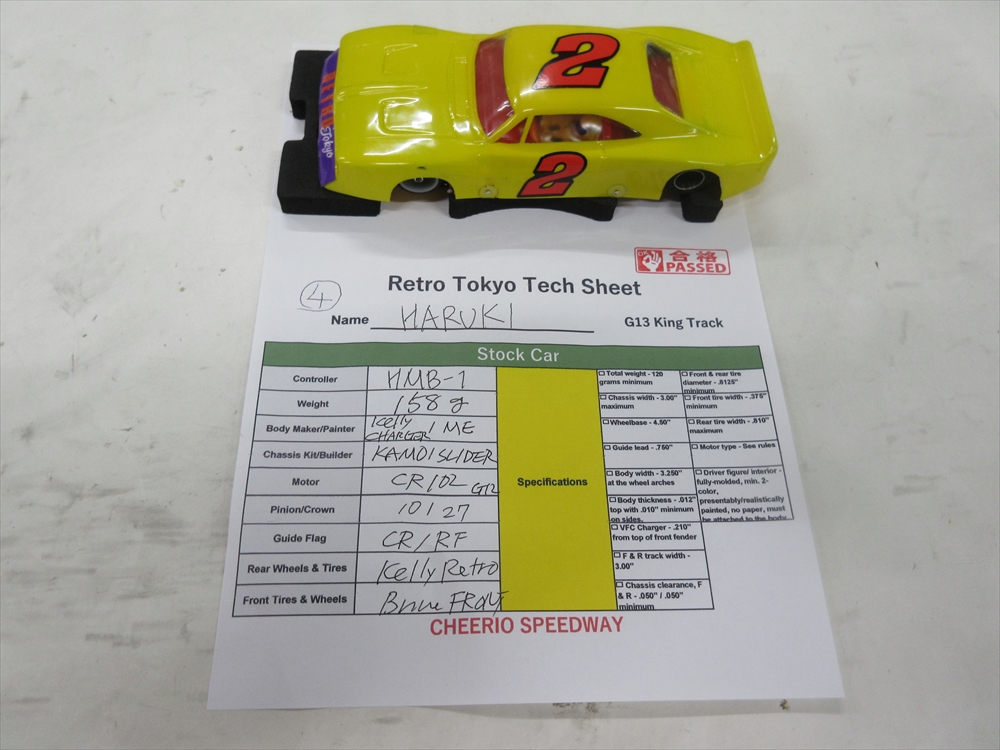 2
2
RETRO
Tokyo
合格
PASSED
Retro Tokyo Tech Sheet
4
Name HARUKI
G13 King Track
Stock Car
Controller HMB-1
Weight 158g
Body Maker/Painter Kelly CHARGER / ME
Chassis Kit/Builder KAMO/SLIDER
Motor CR/02 G12
Pinion/Crown 10/27
Guide Flag CR/RF
Rear Wheels & Tires Kelly Retro
Front Tires & Wheels
Specifications
☐ Total weight - 120 grams minimum
☐ Chassis width - 3.00" maximum
☐ Wheelbase - 4.50"
☐ Guide lead - .750"
☐ Body width - 3.250" at the wheel arches
☐ Body thickness - .012" top with .010" minimum on sides.
☐ VFC Charger - .210" from top of front fender
☐ F & R track width - 3.00"
☐ Chassis clearance, F & R - .050" / .050" minimum
☐ Front & rear tire diameter - .8125" minimum
☐ Front tire width - .375" minimum
☐ Rear tire width - .810" maximum
☐ Motor type - See rules
☐ Driver figure/ interior - fully-molded, min. 2-color, presentably/realistically painted, no paper, must be attached to the body
CHEERIO SPEEDWAY